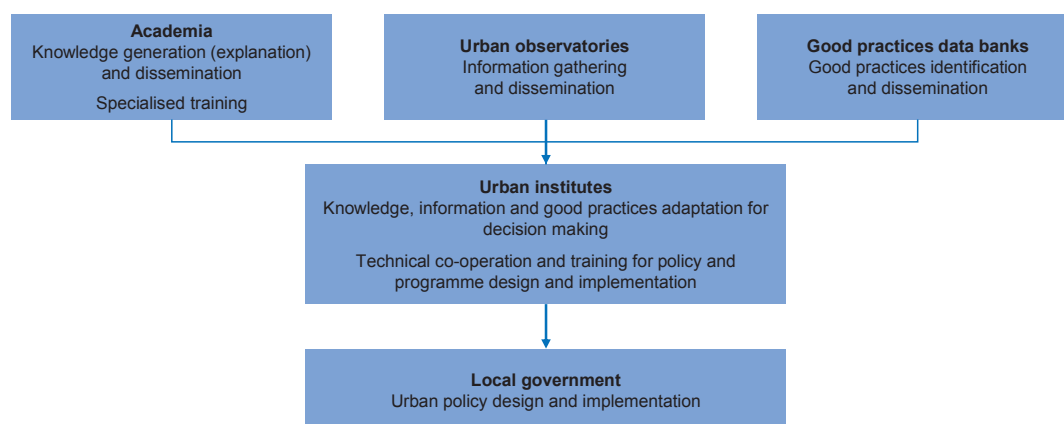 Academia
Knowledge generation (explanation)
and dissemination
Specialised training
Urban observatories
Information gathering
and dissemination
Good practices data banks
Good practices identification
and dissemination
Urban institutes
Knowledge, information and good practices adaptation for
decision making
Technical co-operation and training for policy and
programme design and implementation
Local government
Urban policy design and implementation